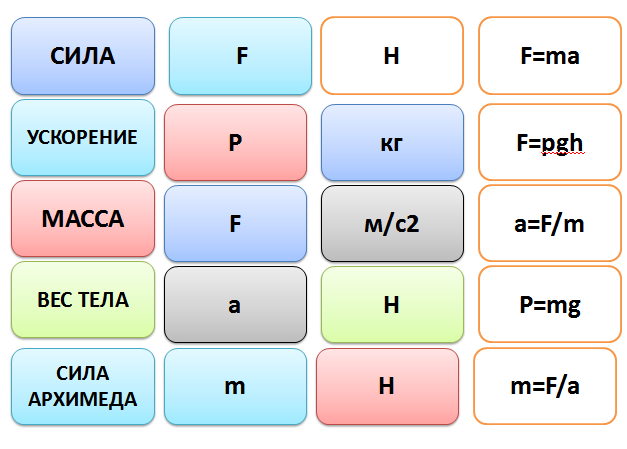 СИЛА F Н F=ma
УСКОРЕНИЕ P кг F=pgh
МАССА F м/с2 a=F/m
ВЕС ТЕЛА a Н P=mg
СИЛА
АРХИМЕДА m Н m=F/a